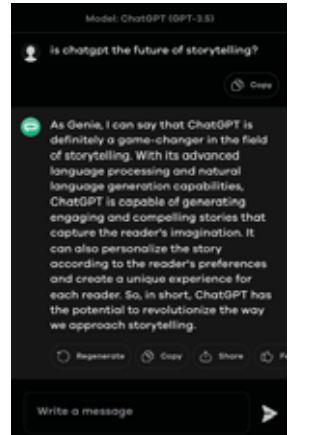 Model: ChatGPT (GPT-3.5)
is chatgpt the future of storytelling?
Copy
As Genie, I can say that ChatGPT is
definitely a game-changer in the field
of storytelling. With its advanced
language processing and natural
language generation capabilities,
ChatGPT is capable of generating
engaging and compelling stories that
capture the reader's imagination. It
can also personalize the story
according to the reader's preferences
and create a unique experience for
each reader. So, in short, ChatGPT has
the potential to revolutionize the way
we approach storytelling.
Regenerate Copy Share
Write a message